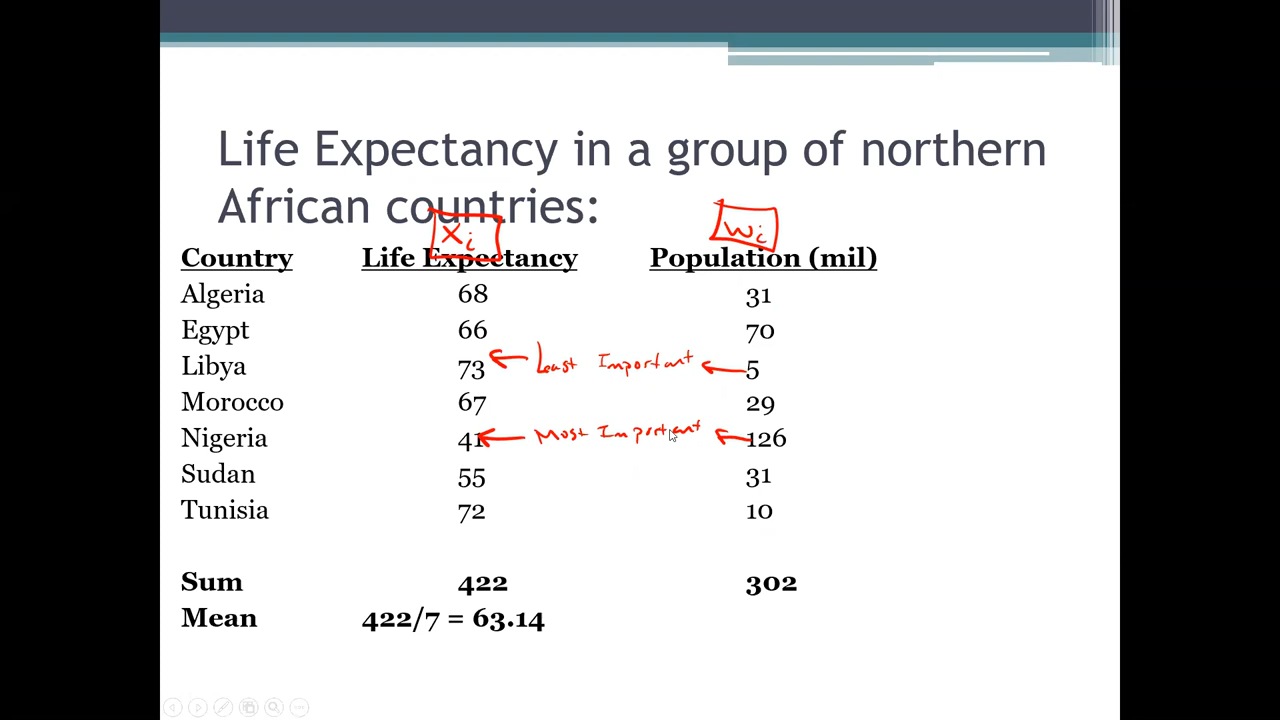 Life Expectancy in a group of northern
African countries:
Xi
wi
Country Life Expectancy Population (mil)
Algeria 68 31
Egypt 66 70
Libya 73 Least Important 5
Morocco 67 29
Nigeria 41 Most Important 126
Sudan 55 31
Tunisia 72 10
Sum 422 302
Mean 422/7 = 63.14